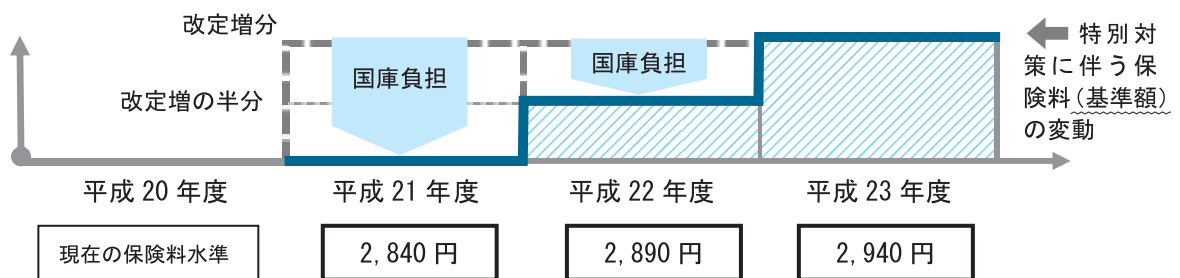 改定増分
国庫負担
国庫負担
改定増の半分
特別対
策に伴う保
険料(基準額)
の変動
平成 20 年度
平成 21 年度
平成 22 年度
平成 23 年度
現在の保険料水準
2,840 円
2,890 円
2,940 円